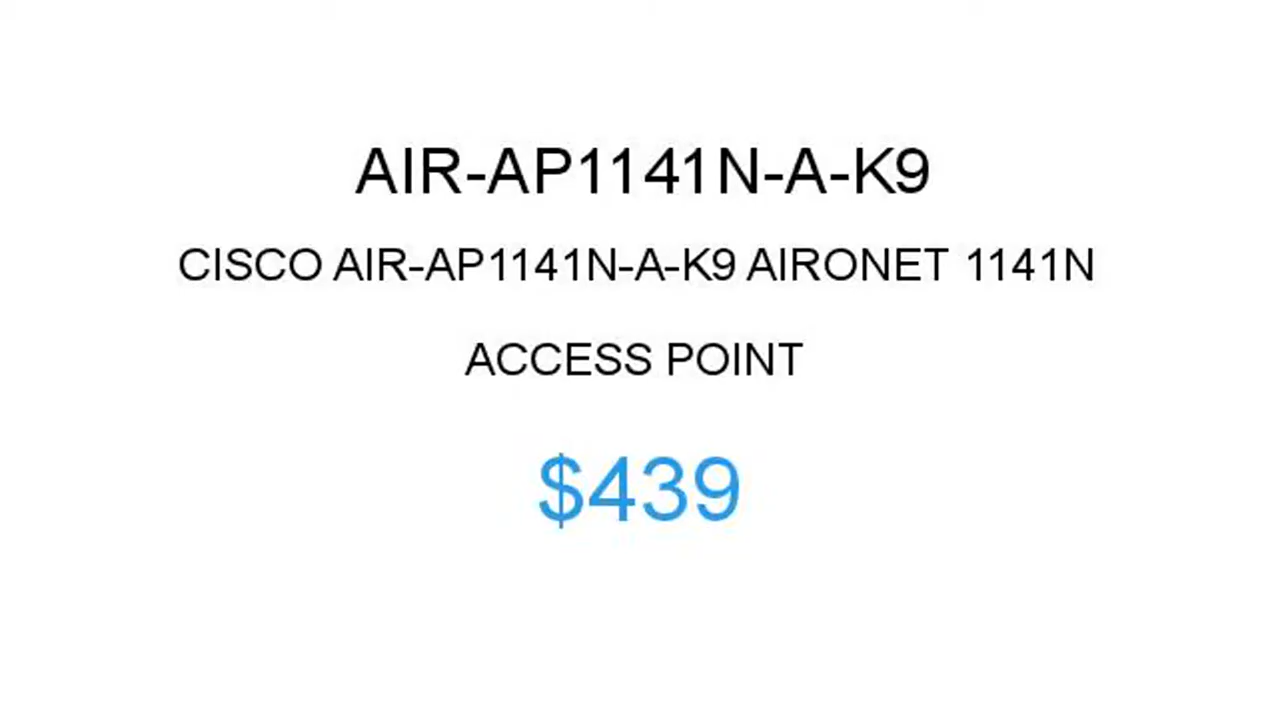 AIR-AP1141N-A-K9
CISCO AIR-AP1141N-A-K9 AIRONET 1141N
ACCESS POINT
$439